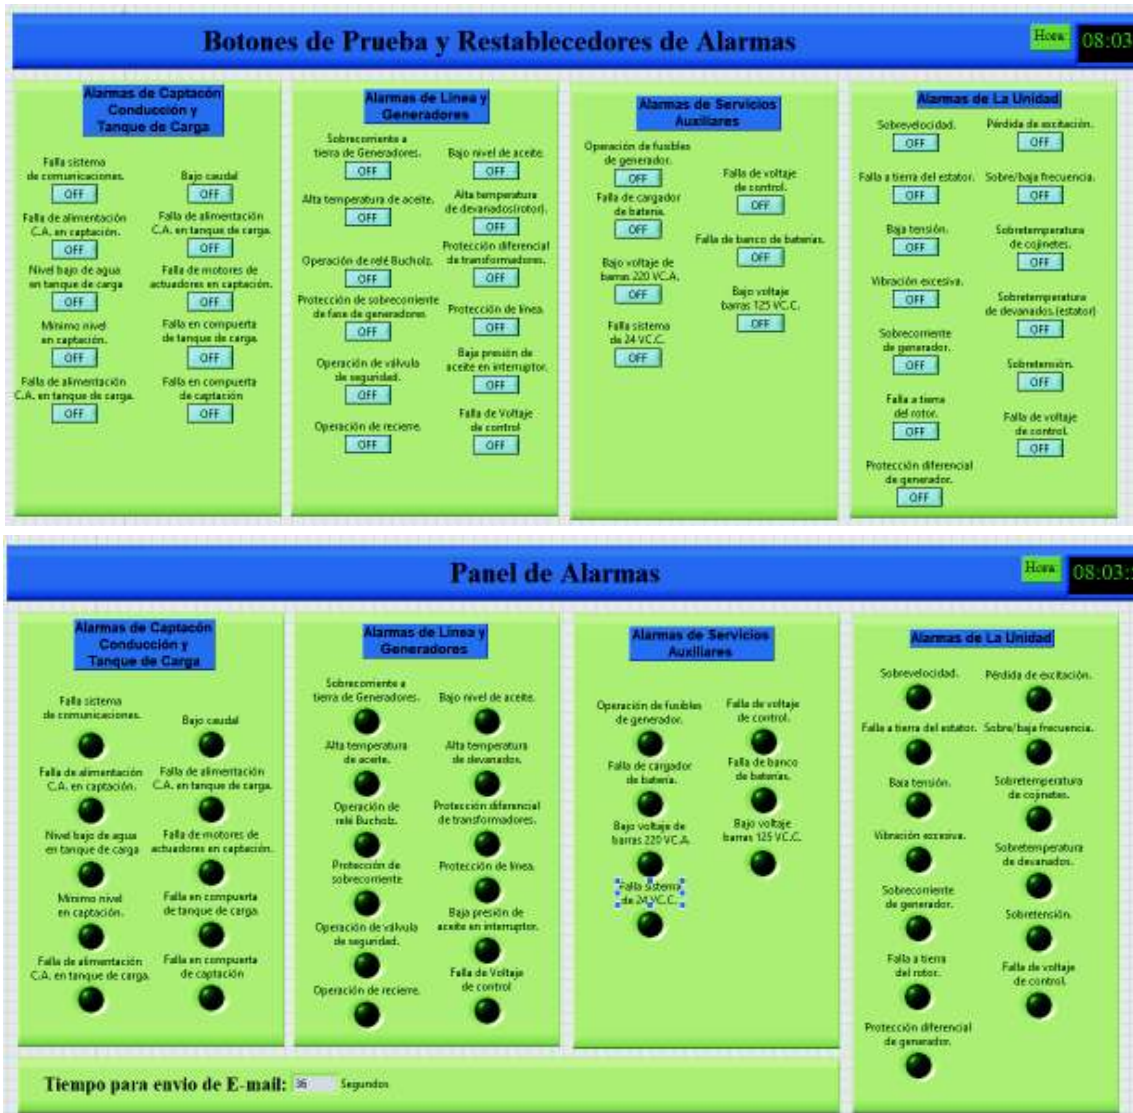 Botones de Prueba y Restablecedores de Alarmas
Hora:
08:03
Alarmas de Captacón
Conducción y
Tanque de Carga
Falla sistema
de comunicaciones.
OFF
Bajo caudal
OFF
Falla de alimentación
C.A. en captación.
OFF
Falla de alimentación
C.A. en tanque de carga.
OFF
Nivel bajo de agua
en tanque de carga
OFF
Falla de motores de
actuadores en captación.
OFF
Mínimo nivel
en captación.
OFF
Falla en compuerta
de tanque de carga.
OFF
Falla de alimentación
C.A. en tanque de carga.
OFF
Falla en compuerta
de captación
OFF
Alarmas de Línea y
Generadores
Sobrecorriente a
tierra de Generadores.
OFF
Bajo nivel de aceite.
OFF
Alta temperatura de aceite.
OFF
Alta temperatura
de devanados(rotor).
OFF
Operación de relé Bucholz.
OFF
Protección diferencial
de transformadores.
OFF
Protección de sobrecorriente
de fase de generadores
OFF
Protección de línea.
OFF
Operación de válvula
de seguridad.
OFF
Baja presión de
aceite en interruptor.
OFF
Operación de recierre.
OFF
Falla de Voltaje
de control
OFF
Alarmas de Servicios
Auxiliares
Operación de fusibles
de generador.
OFF
Falla de voltaje
de control.
OFF
Falla de cargador
de batería.
OFF
Falla de banco de baterías.
OFF
Bajo voltaje de
barras 220 VC.A.
OFF
Bajo voltaje
barras 125 VC.C.
OFF
Falla sistema
de 24 VC.C.
OFF
Alarmas de La Unidad
Sobrevelocidad.
OFF
Pérdida de excitación.
OFF
Falla a tierra del estator.
OFF
Sobre/baja frecuencia.
OFF
Baja tensión.
OFF
Sobretemperatura
de cojinetes.
OFF
Vibración excesiva.
OFF
Sobretemperatura
de devanados.(estator)
OFF
Sobrecorriente
de generador.
OFF
Sobretensión.
OFF
Falla a tierra
del rotor.
OFF
Falla de voltaje
de control.
OFF
Protección diferencial
de generador.
OFF
Panel de Alarmas
Hora:
08:03:
Alarmas de Captacón
Conducción y
Tanque de Carga
Falla sistema
de comunicaciones.
Bajo caudal
Falla de alimentación
C.A. en captación.
Falla de alimentación
C.A. en tanque de carga.
Nivel bajo de agua
en tanque de carga
Falla de motores de
actuadores en captación.
Mínimo nivel
en captación.
Falla en compuerta
de tanque de carga.
Falla de alimentación
C.A. en tanque de carga.
Falla en compuerta
de captación
Alarmas de Línea y
Generadores
Sobrecorriente a
tierra de Generadores.
Bajo nivel de aceite.
Alta temperatura
de aceite.
Alta temperatura
de devanados.
Operación de
relé Bucholz.
Protección diferencial
de transformadores.
Protección de
sobrecorriente
Protección de línea.
Operación de válvula
de seguridad.
Baja presión de
aceite en interruptor.
Operación de recierre.
Falla de Voltaje
de control
Alarmas de Servicios
Auxiliares
Operación de fusibles
de generador.
Falla de voltaje
de control.
Falla de cargador
de batería.
Falla de banco
de baterías.
Bajo voltaje de
barras 220 VC.A.
Bajo voltaje
barras 125 VC.C.
Falla sistema
de 24 VC.C.
Alarmas de La Unidad
Sobrevelocidad.
Pérdida de excitación.
Falla a tierra del estator.
Sobre/baja frecuencia.
Baja tensión.
Sobretemperatura
de cojinetes.
Vibración excesiva.
Sobretemperatura
de devanados.
Sobrecorriente
de generador.
Sobretensión.
Falla a tierra
del rotor.
Falla de voltaje
de control.
Protección diferencial
de generador.
Tiempo para envio de E-mail:
36
Segundos